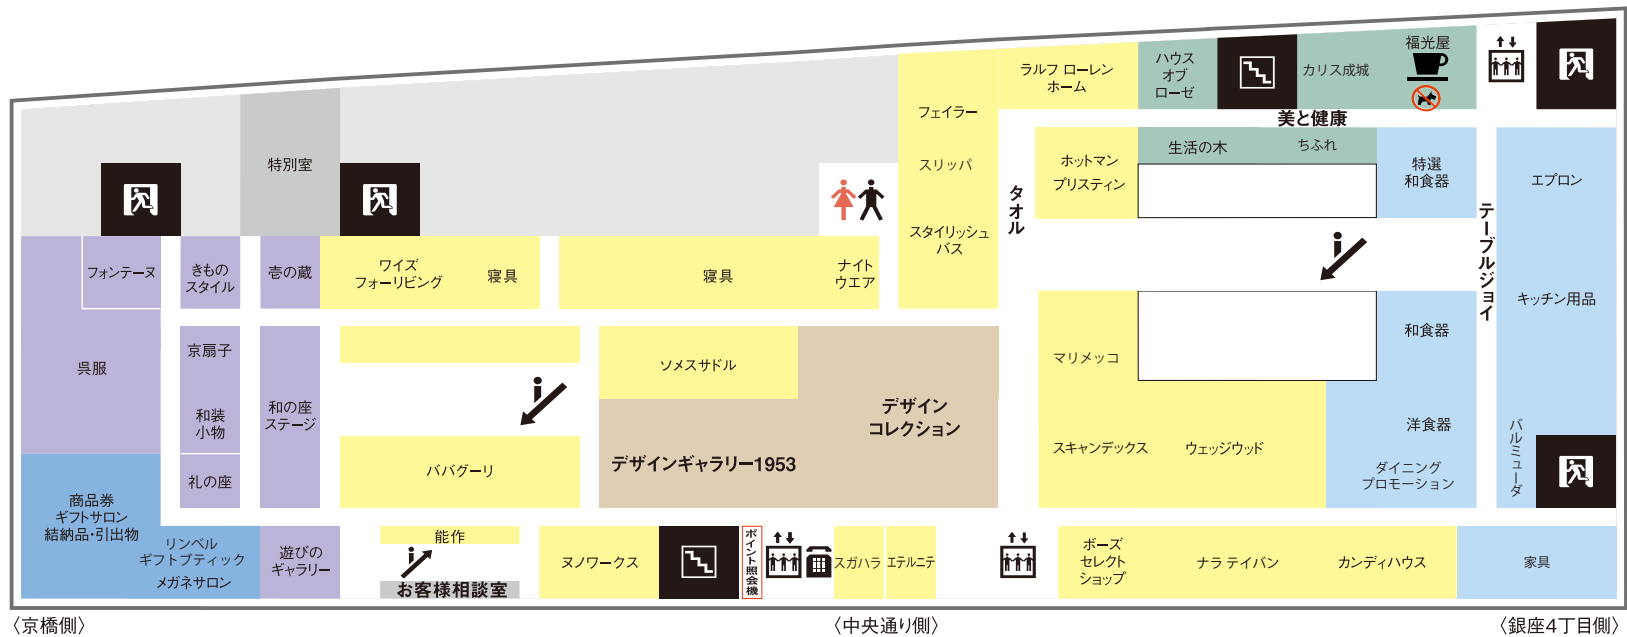 福光屋
ハウス
オブ
ローゼ
カリス成城
ラルフ ローレン
ホーム
美と健康
フェイラー
スリッパ
スタイリッシュ
バス
タオル
ホットマン
プリスティン
生活の木
ちふれ
特選
和食器
エプロン
テーブルジョイ
キッチン用品
特別室
フォンテーヌ
きもの
スタイル
壱の蔵
ワイズ
フォーリビング
寝具
寝具
ナイト
ウエア
呉服
京扇子
和装
小物
礼の座
和の座
ステージ
ソメスサドル
デザイン
コレクション
デザインギャラリー1953
ババグーリ
マリメッコ
和食器
スキャンデックス
ウェッジウッド
洋食器
ダイニング
プロモーション
バルミューダ
商品券
ギフトサロン
結納品・引出物
リンベル
ギフトブティック
メガネサロン
遊びの
ギャラリー
能作
お客様相談室
ヌノワークス
ポイント照会機
スガハラ
エテルニテ
ボーズ
セレクト
ショップ
ナラ テイバン
カンディハウス
家具
〈京橋側〉
〈中央通り側〉
〈銀座4丁目側〉